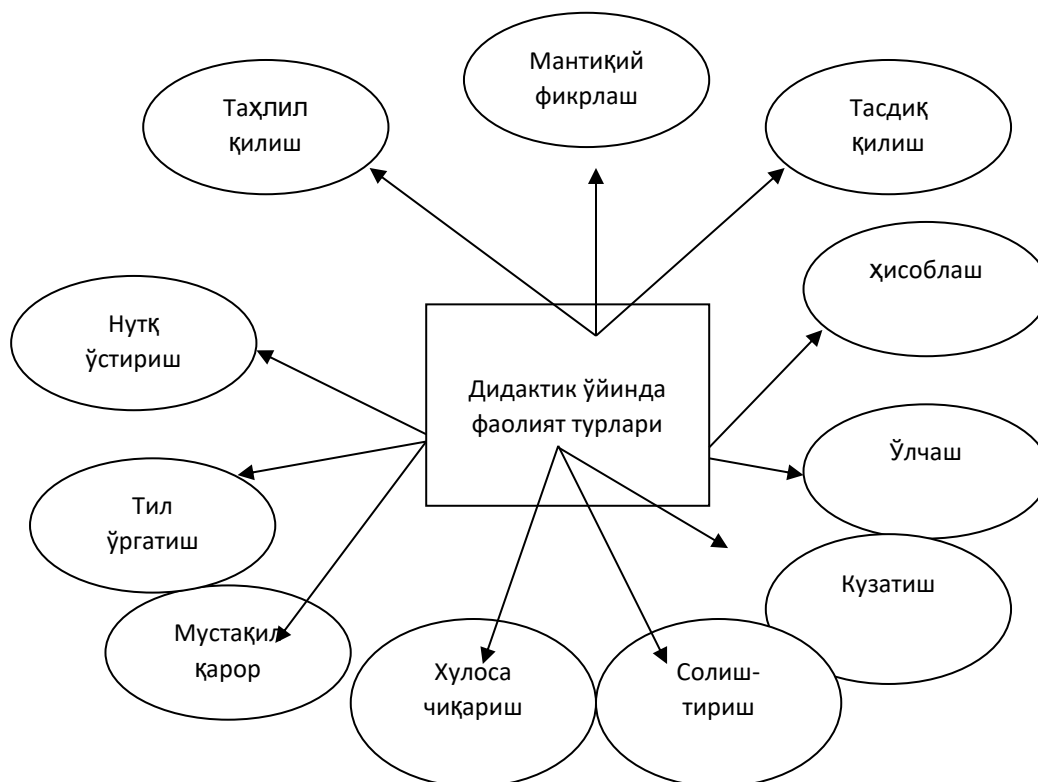 Мантиқий
фикрлаш
Таҳлил
қилиш
Тасдиқ
қилиш
ҳисоблаш
Нутқ
ўстириш
Дидактик ўйинда
фаолият турлари
Ўлчаш
Тил
ўргатиш
Кузатиш
Мустақил
қарор
Хулоса
чиқариш
Солиш-
тириш